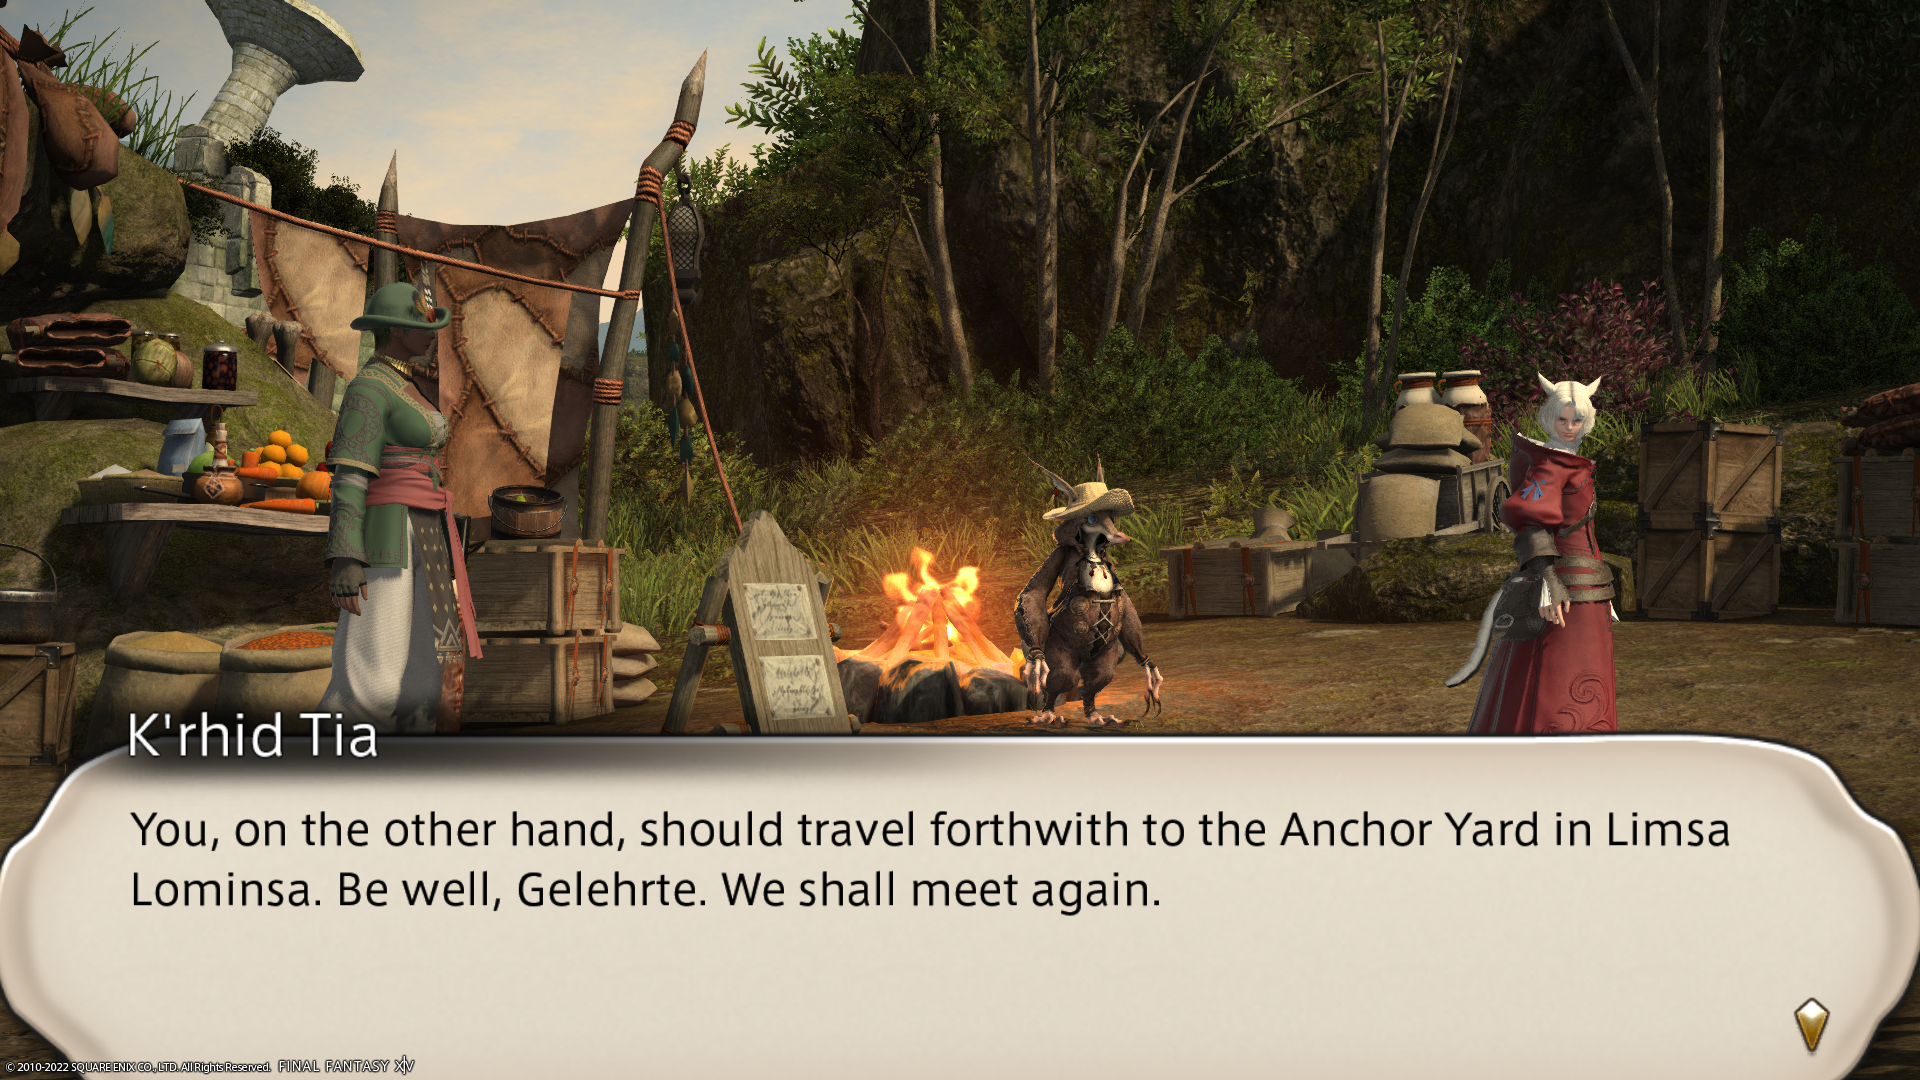 K'rhid Tia
You, on the other hand, should travel forthwith to the Anchor Yard in Limsa
Lominsa. Be well, Gelehrte. We shall meet again.
© 2010-2022 SQUARE ENIX CO., LTD. All Rights Reserved. FINAL FANTASY XIV